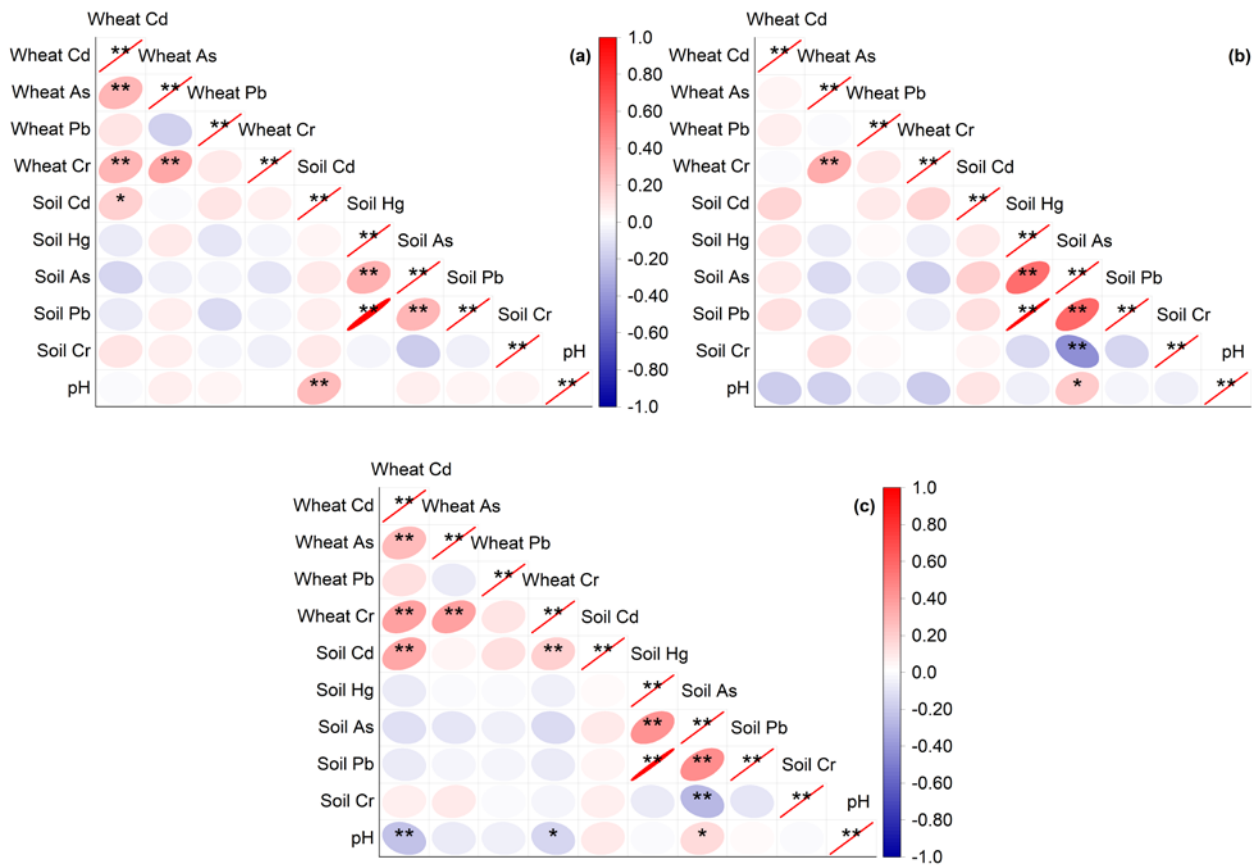 Wheat Cd
Wheat Cd ** Wheat As
(a)
Wheat As ** ** Wheat Pb
Wheat Pb ** Wheat Cr
Wheat Cr ** ** ** Soil Cd
Soil Cd * ** Soil Hg
Soil Hg ** Soil As
Soil As ** ** Soil Pb
Soil Pb ** ** ** Soil Cr
Soil Cr ** pH
pH ** **
1.0
0.80
0.60
0.40
0.20
0.0
-0.20
-0.40
-0.60
-0.80
-1.0
Wheat Cd
Wheat Cd ** Wheat As
(b)
Wheat As ** Wheat Pb
Wheat Pb ** Wheat Cr
Wheat Cr ** ** Soil Cd
Soil Cd ** Soil Hg
Soil Hg ** Soil As
Soil As ** ** Soil Pb
Soil Pb ** ** ** Soil Cr
Soil Cr ** ** pH
pH * **
Wheat Cd
Wheat Cd ** Wheat As
(c)
Wheat As ** ** Wheat Pb
Wheat Pb ** Wheat Cr
Wheat Cr ** ** ** Soil Cd
Soil Cd ** ** ** Soil Hg
Soil Hg ** Soil As
Soil As ** ** Soil Pb
Soil Pb ** ** ** Soil Cr
Soil Cr ** ** pH
pH ** * * **
1.0
0.80
0.60
0.40
0.20
0.0
-0.20
-0.40
-0.60
-0.80
-1.0